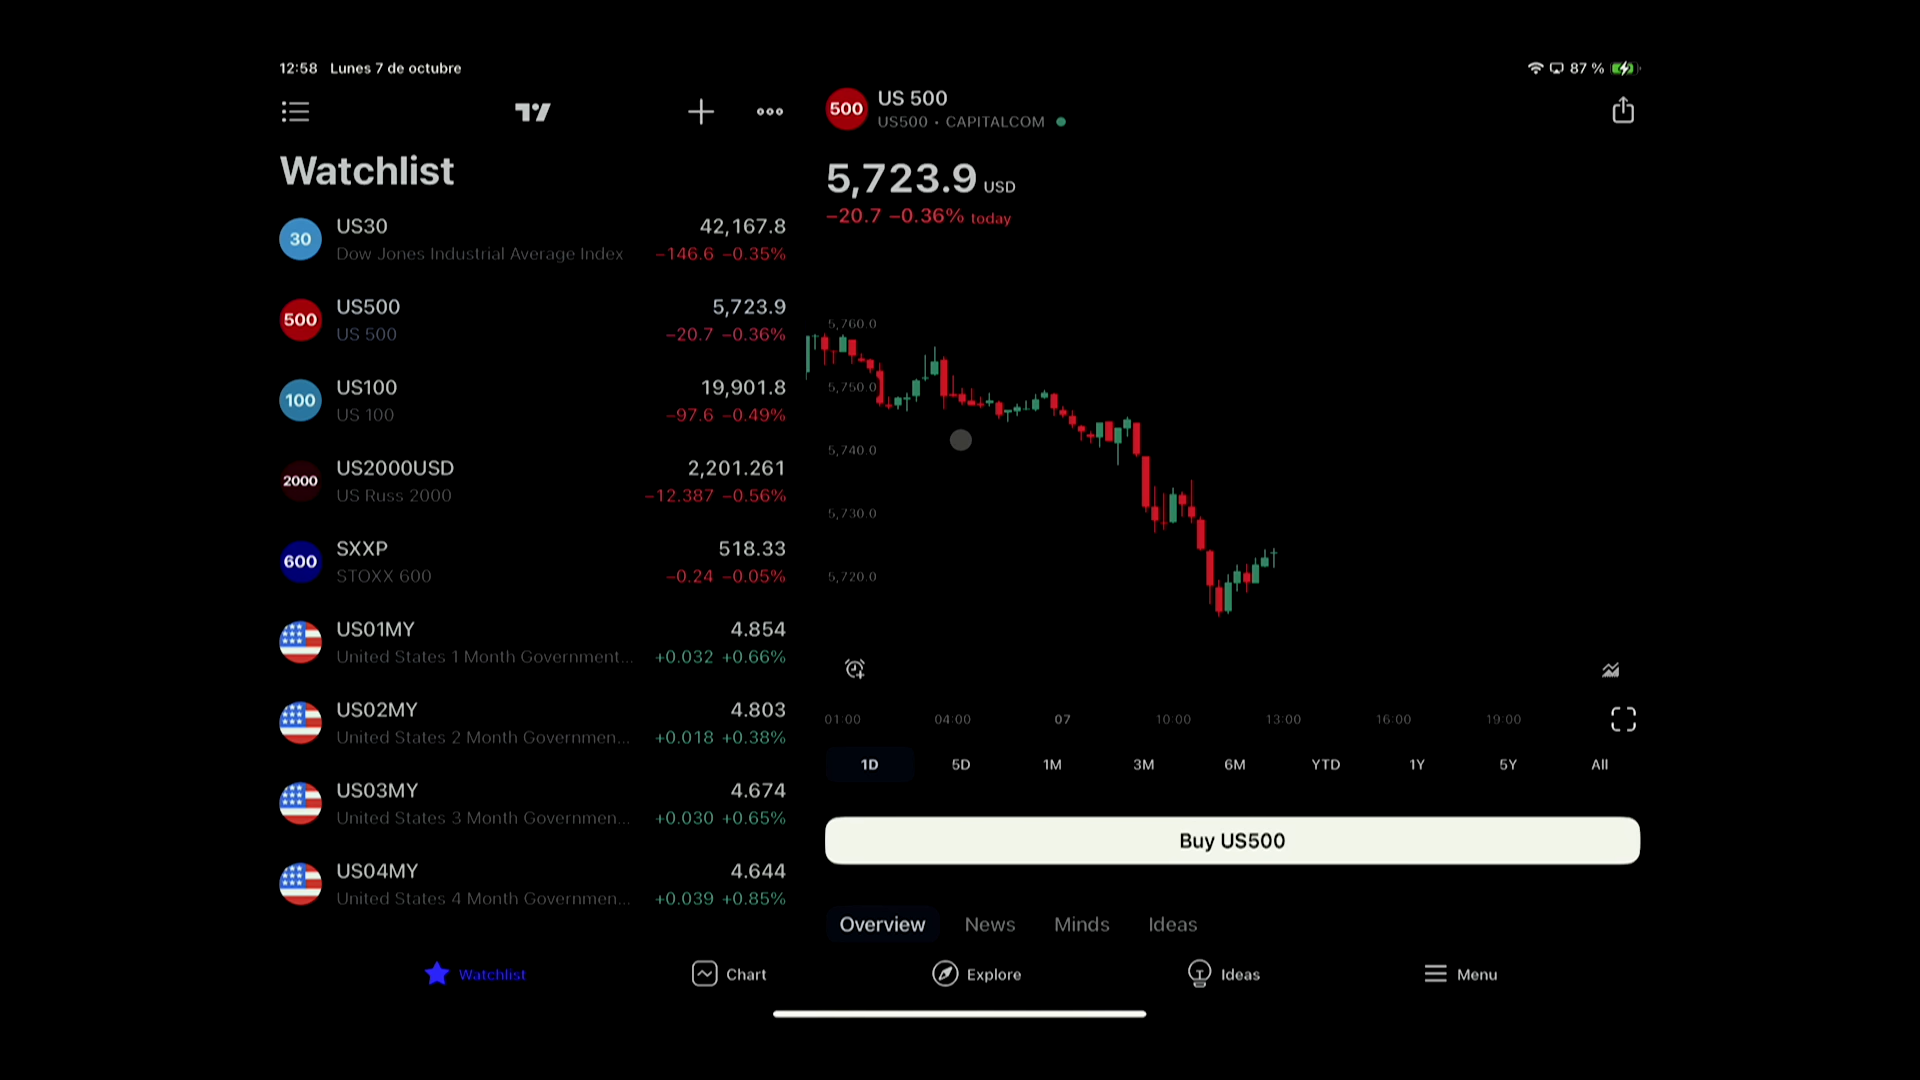 12:58 Lunes 7 de octubre
87 %
Watchlist
30
US30
42,167.8
Dow Jones Industrial Average Index
−146.6 −0.35%
500
US500
5,723.9
US 500
−20.7 −0.36%
100
US100
19,901.8
US 100
−97.6 −0.49%
2000
US2000USD
2,201.261
US Russ 2000
−12.387 −0.56%
600
SXXP
518.33
STOXX 600
−0.24 −0.05%
US01MY
4.854
United States 1 Month Government...
+0.032 +0.66%
US02MY
4.803
United States 2 Month Governmen...
+0.018 +0.38%
US03MY
4.674
United States 3 Month Governmen...
+0.030 +0.65%
US04MY
4.644
United States 4 Month Governmen...
+0.039 +0.85%
500
US 500
US500 • CAPITALCOM
5,723.9 USD
−20.7 −0.36% today
5,760.0
5,750.0
5,740.0
5,730.0
5,720.0
01:00 04:00 07 10:00 13:00 16:00 19:00
1D 5D 1M 3M 6M YTD 1Y 5Y All
Buy US500
Overview News Minds Ideas
Watchlist Chart Explore Ideas Menu